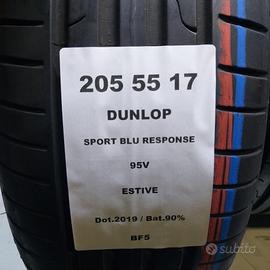 205 55 17
DUNLOP
SPORT BLU RESPONSE
95V
ESTIVE
Dot.2019 / Bat.90%
BF5
subito